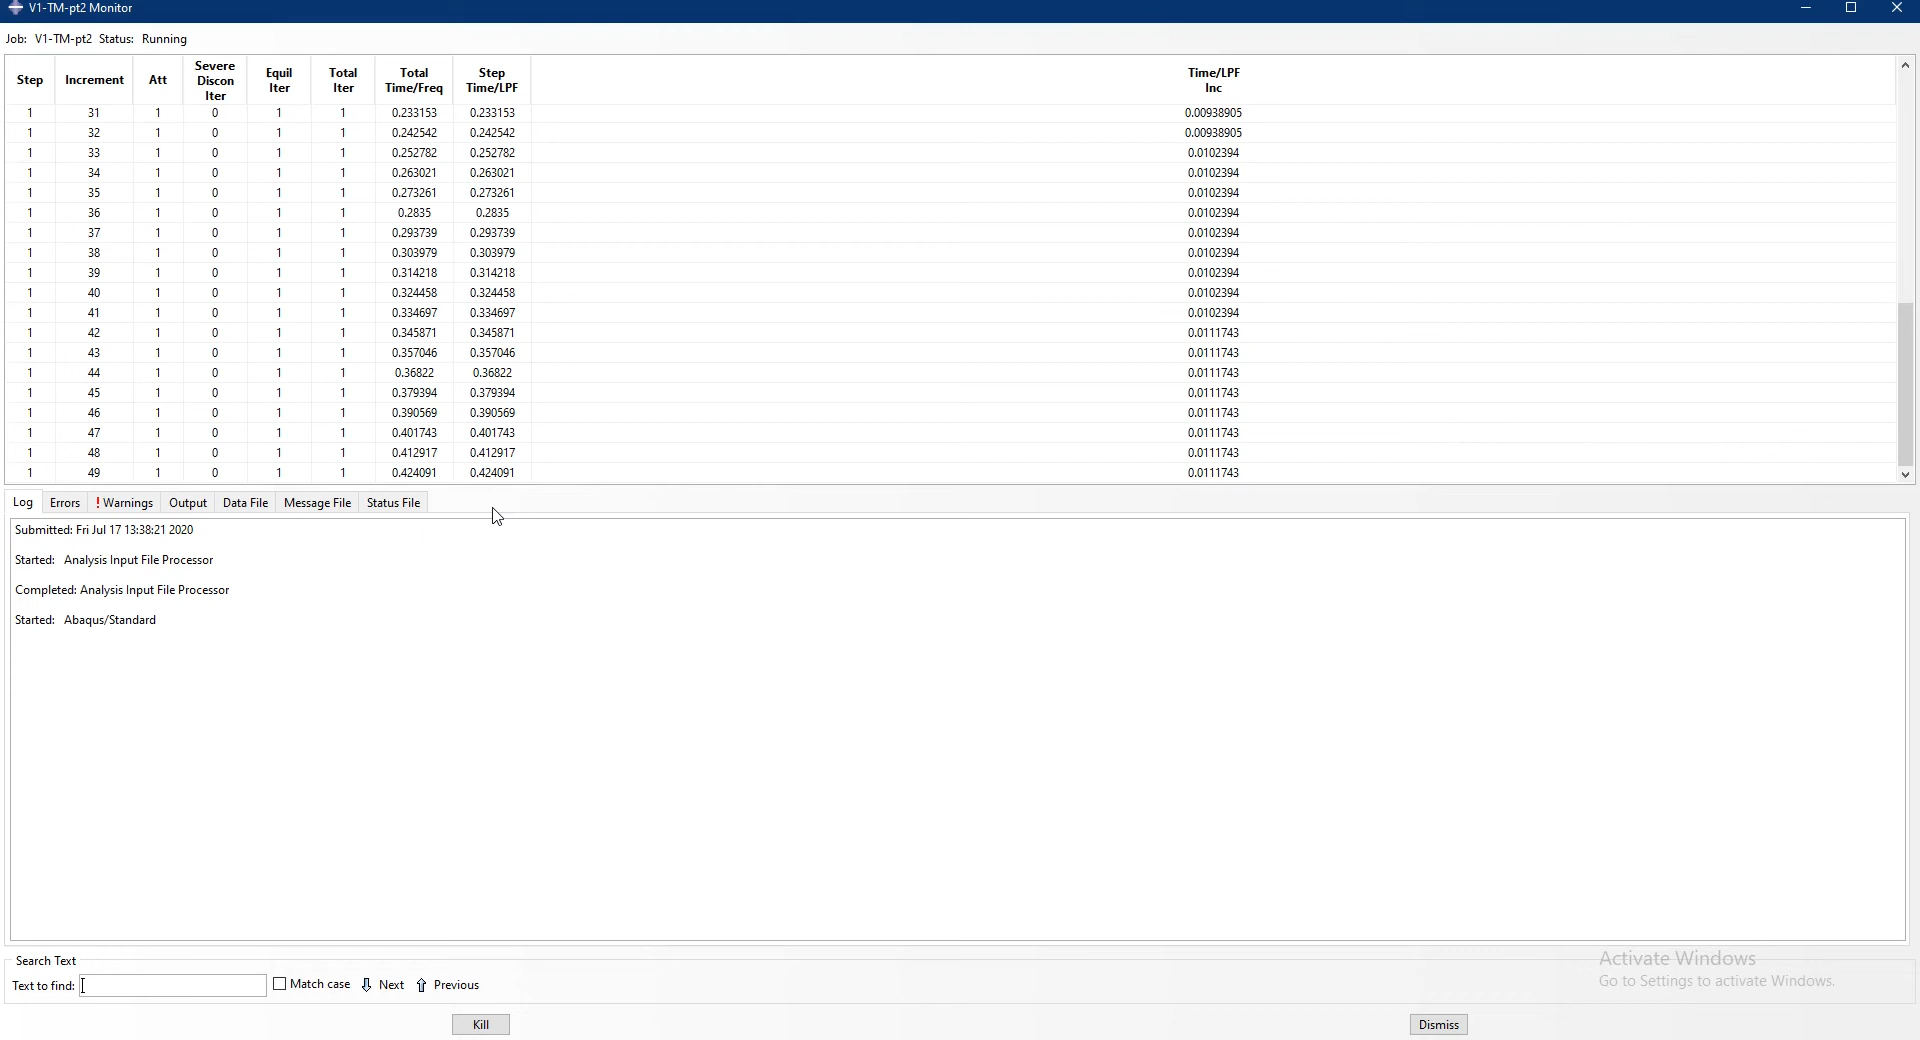 V1-TM-pt2 Monitor
Job: V1-TM-pt2 Status: Running
Step Increment Att Severe Discon Iter Equil Iter Total Iter Total Time/Freq Step Time/LPF Time/LPF Inc
1 31 1 0 1 1 0.233153 0.233153 0.00938905
1 32 1 0 1 1 0.242542 0.242542 0.00938905
1 33 1 0 1 1 0.252782 0.252782 0.0102394
1 34 1 0 1 1 0.263021 0.263021 0.0102394
1 35 1 0 1 1 0.273261 0.273261 0.0102394
1 36 1 0 1 1 0.2835 0.2835 0.0102394
1 37 1 0 1 1 0.293739 0.293739 0.0102394
1 38 1 0 1 1 0.303979 0.303979 0.0102394
1 39 1 0 1 1 0.314218 0.314218 0.0102394
1 40 1 0 1 1 0.324458 0.324458 0.0102394
1 41 1 0 1 1 0.334697 0.334697 0.0102394
1 42 1 0 1 1 0.345871 0.345871 0.0111743
1 43 1 0 1 1 0.357046 0.357046 0.0111743
1 44 1 0 1 1 0.36822 0.36822 0.0111743
1 45 1 0 1 1 0.379394 0.379394 0.0111743
1 46 1 0 1 1 0.390569 0.390569 0.0111743
1 47 1 0 1 1 0.401743 0.401743 0.0111743
1 48 1 0 1 1 0.412917 0.412917 0.0111743
1 49 1 0 1 1 0.424091 0.424091 0.0111743
Log Errors ! Warnings Output Data File Message File Status File
Submitted: Fri Jul 17 13:38:21 2020
Started: Analysis Input File Processor
Completed: Analysis Input File Processor
Started: Abaqus/Standard
Search Text
Text to find: Match case Next Previous
Activate Windows
Go to Settings to activate Windows.
Kill Dismiss